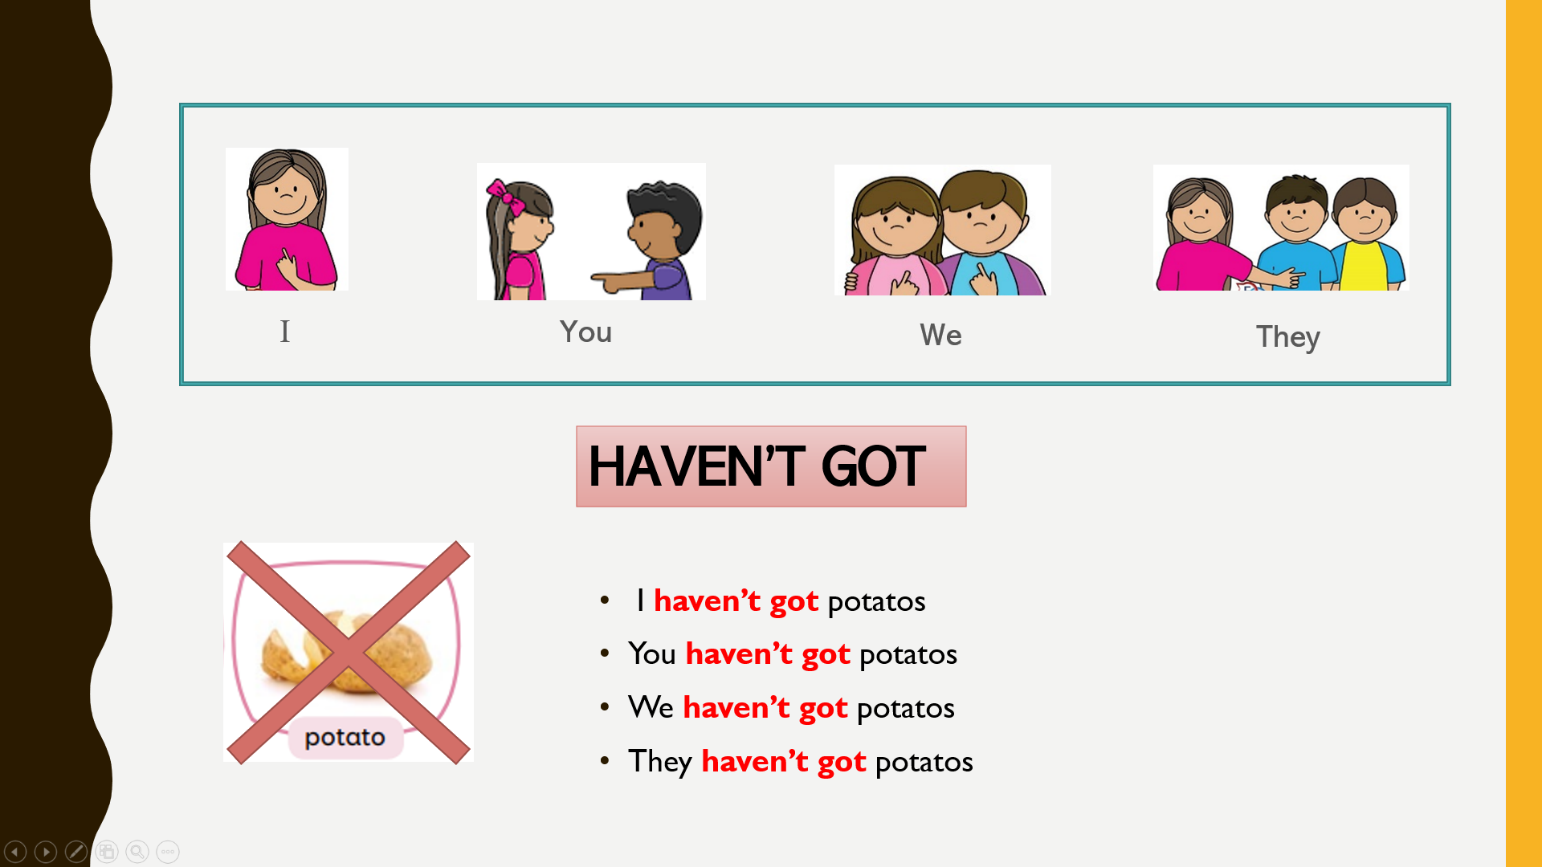 I
You
We
They
HAVEN'T GOT
potato
• I haven't got potatos
• You haven't got potatos
• We haven't got potatos
• They haven't got potatos